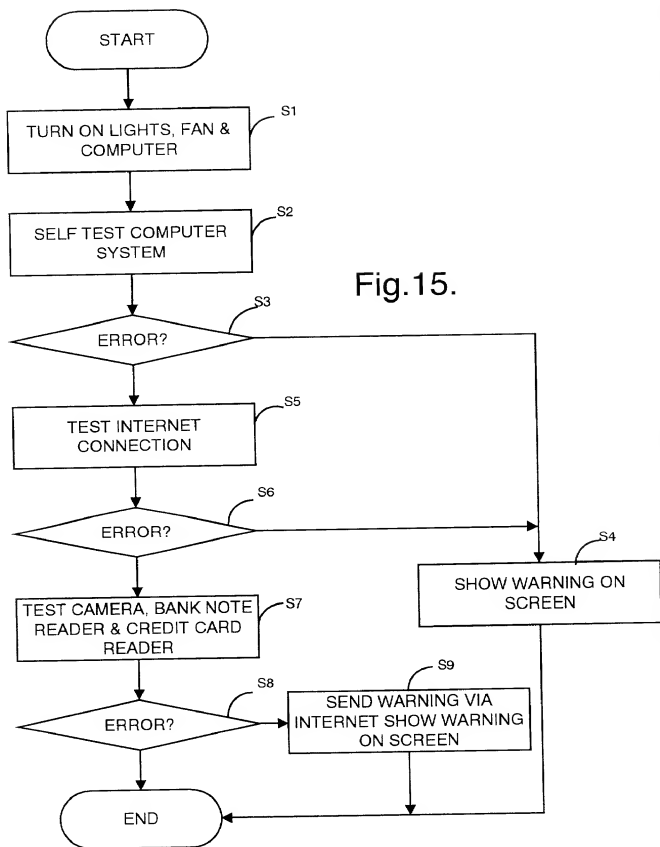 START
S1
TURN ON LIGHTS, FAN &
COMPUTER
S2
SELF TEST COMPUTER
SYSTEM
Fig.15.
S3
ERROR?
S5
TEST INTERNET
CONNECTION
S6
ERROR?
S4
SHOW WARNING ON
SCREEN
S7
TEST CAMERA, BANK NOTE
READER & CREDIT CARD
READER
S8
ERROR?
S9
SEND WARNING VIA
INTERNET SHOW WARNING
ON SCREEN
END